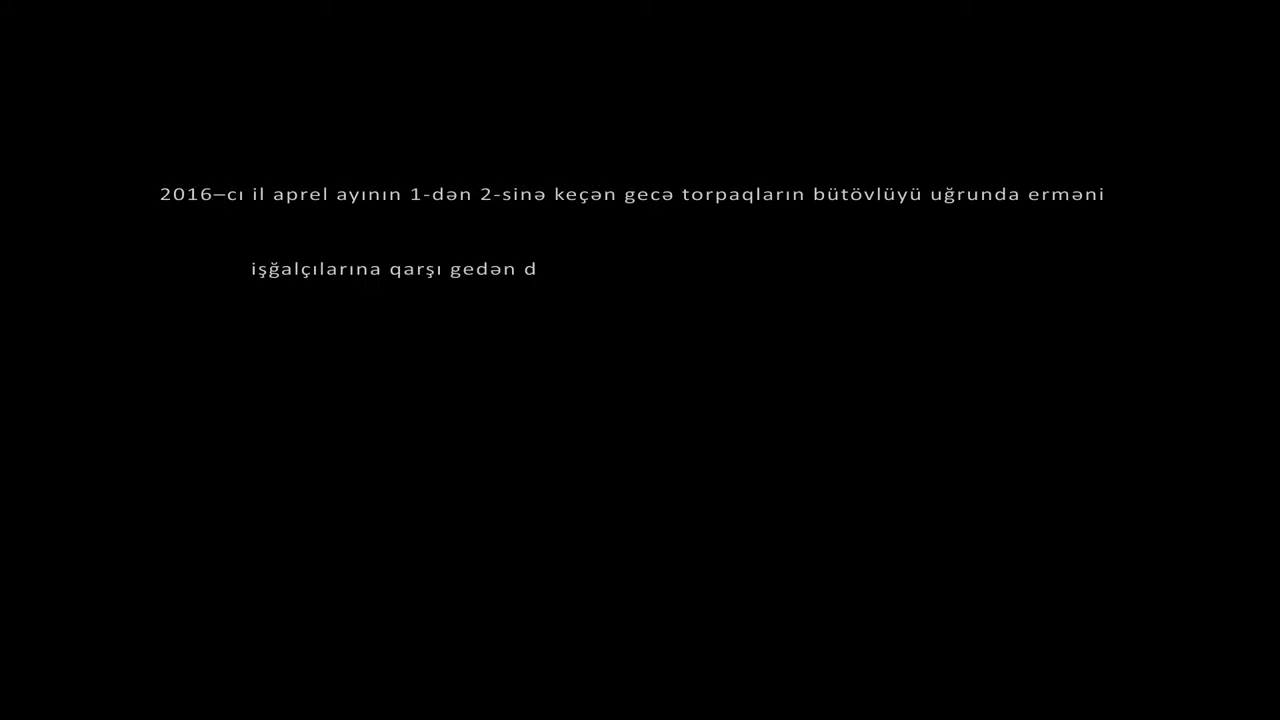 2016–cı il aprel ayının 1-dən 2-sinə keçən gecə torpaqların bütövlüyü uğrunda erməni
işğalçılarına qarşı gedən d